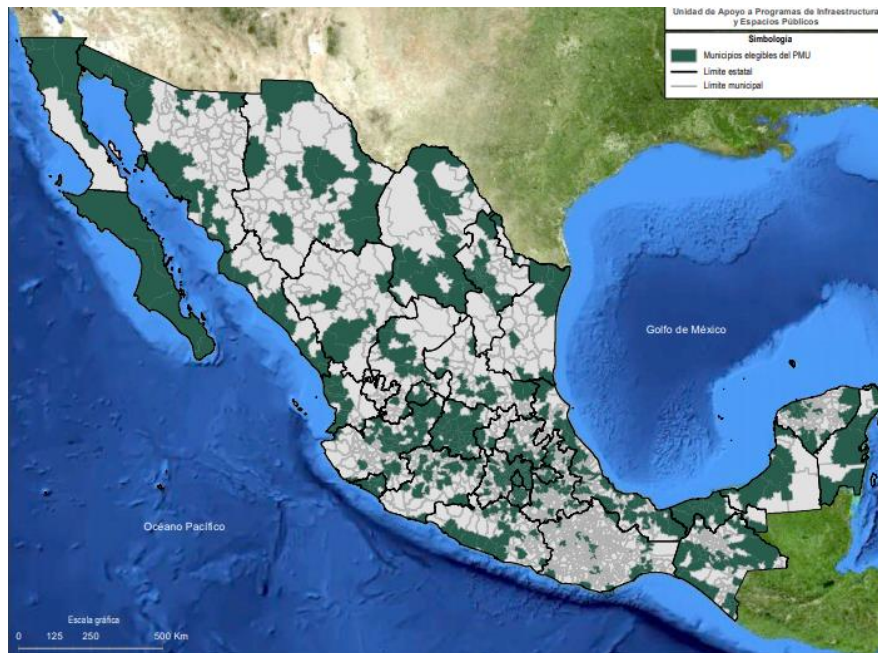 Unidad de Apoyo a Programas de Infraestructura
y Espacios Públicos
Simbología
Municipios elegibles del PMU
Límite estatal
Límite municipal
Golfo de México
Océano Pacífico
Escala gráfica
0 125 250 500 Km